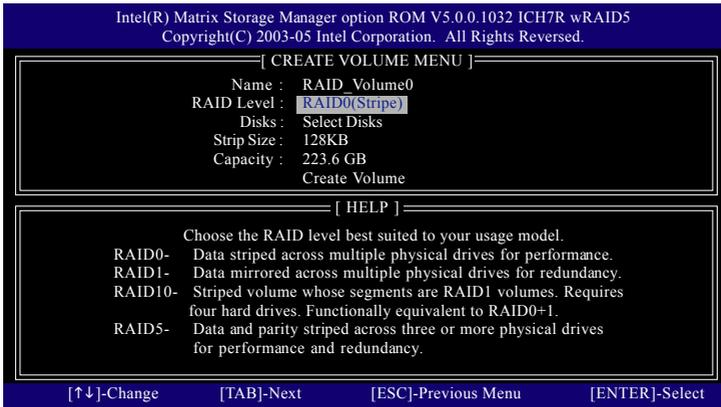 Intel(R) Matrix Storage Manager option ROM V5.0.0.1032 ICH7R wRAID5
Copyright(C) 2003-05 Intel Corporation. All Rights Reversed.
[ CREATE VOLUME MENU ]
Name : RAID_Volume0
RAID Level : RAID0(Stripe)
Disks : Select Disks
Strip Size : 128KB
Capacity : 223.6 GB
Create Volume
[ HELP ]
Choose the RAID level best suited to your usage model.
RAID0- Data striped across multiple physical drives for performance.
RAID1- Data mirrored across multiple physical drives for redundancy.
RAID10- Striped volume whose segments are RAID1 volumes. Requires
four hard drives. Functionally equivalent to RAID0+1.
RAID5- Data and parity striped across three or more physical drives
for performance and redundancy.
[↑↓]-Change [TAB]-Next [ESC]-Previous Menu [ENTER]-Select